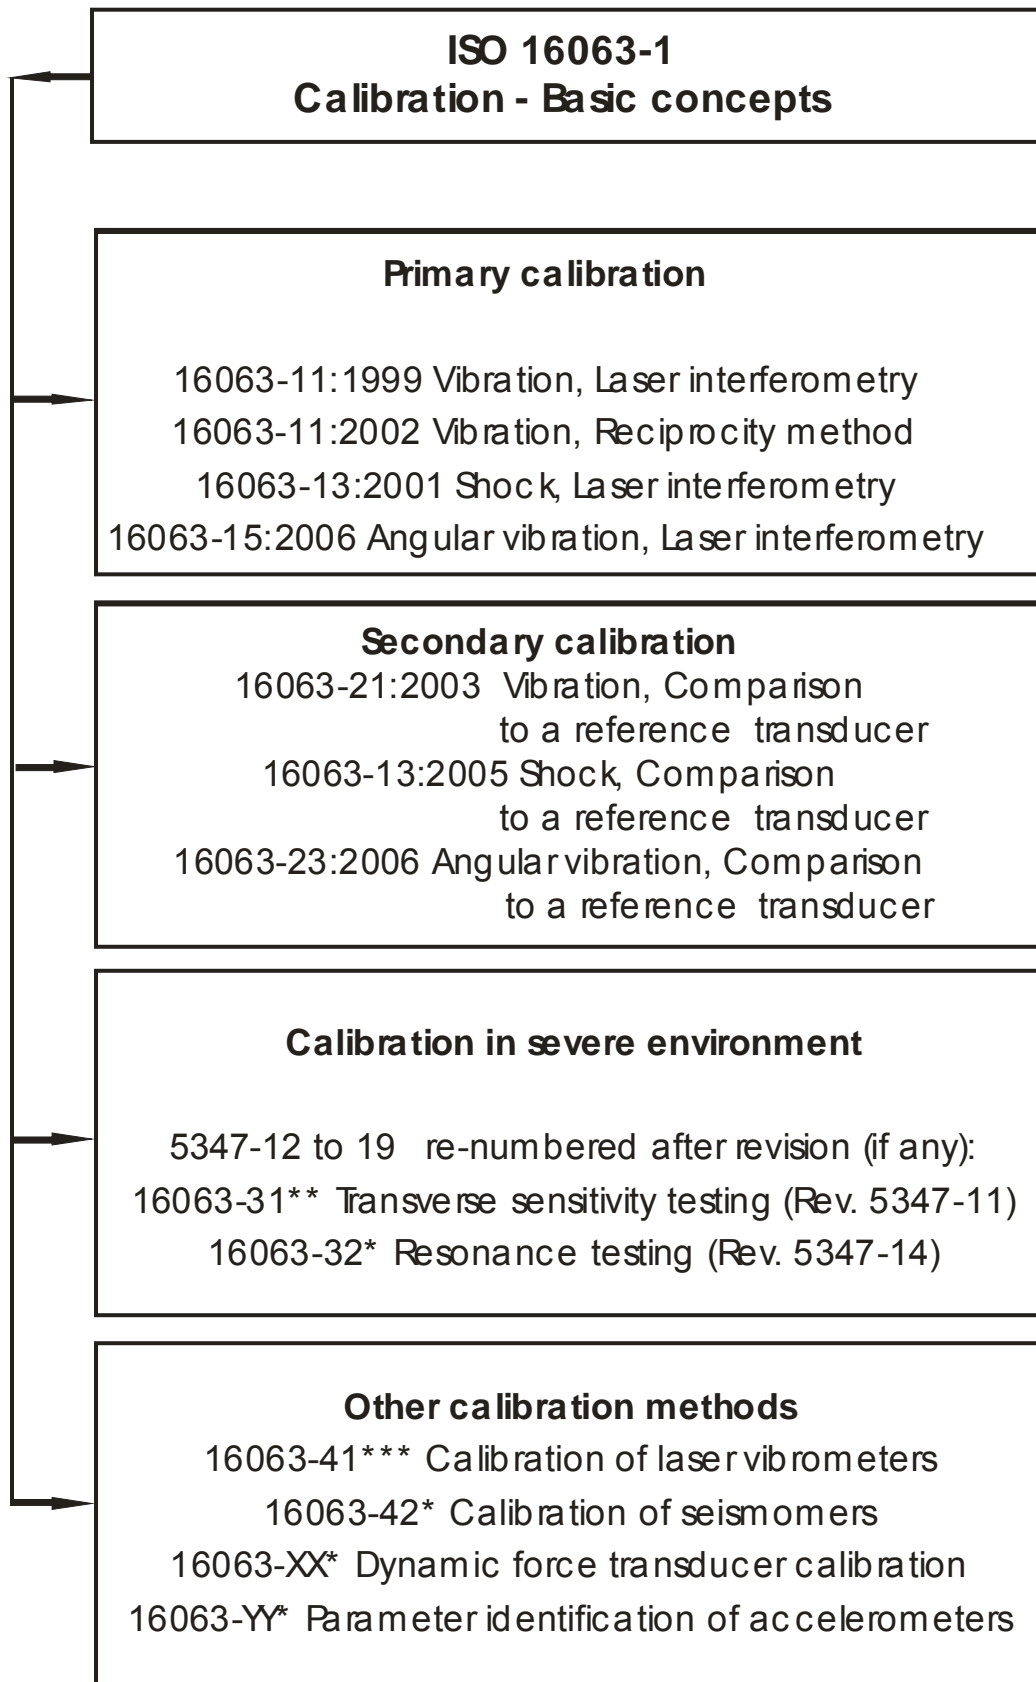 ISO 16063-1
Calibration - Basic concepts
Primary calibration
16063-11:1999 Vibration, Laser interferometry
16063-11:2002 Vibration, Reciprocity method
16063-13:2001 Shock, Laser interferometry
16063-15:2006 Angular vibration, Laser interferometry
Secondary calibration
16063-21:2003 Vibration, Comparison
to a reference transducer
16063-13:2005 Shock, Comparison
to a reference transducer
16063-23:2006 Angular vibration, Comparison
to a reference transducer
Calibration in severe environment
5347-12 to 19 re-numbered after revision (if any):
16063-31** Transverse sensitivity testing (Rev. 5347-11)
16063-32* Resonance testing (Rev. 5347-14)
Other calibration methods
16063-41*** Calibration of laser vibrometers
16063-42* Calibration of seismomers
16063-XX* Dynamic force transducer calibration
16063-YY* Parameter identification of accelerometers